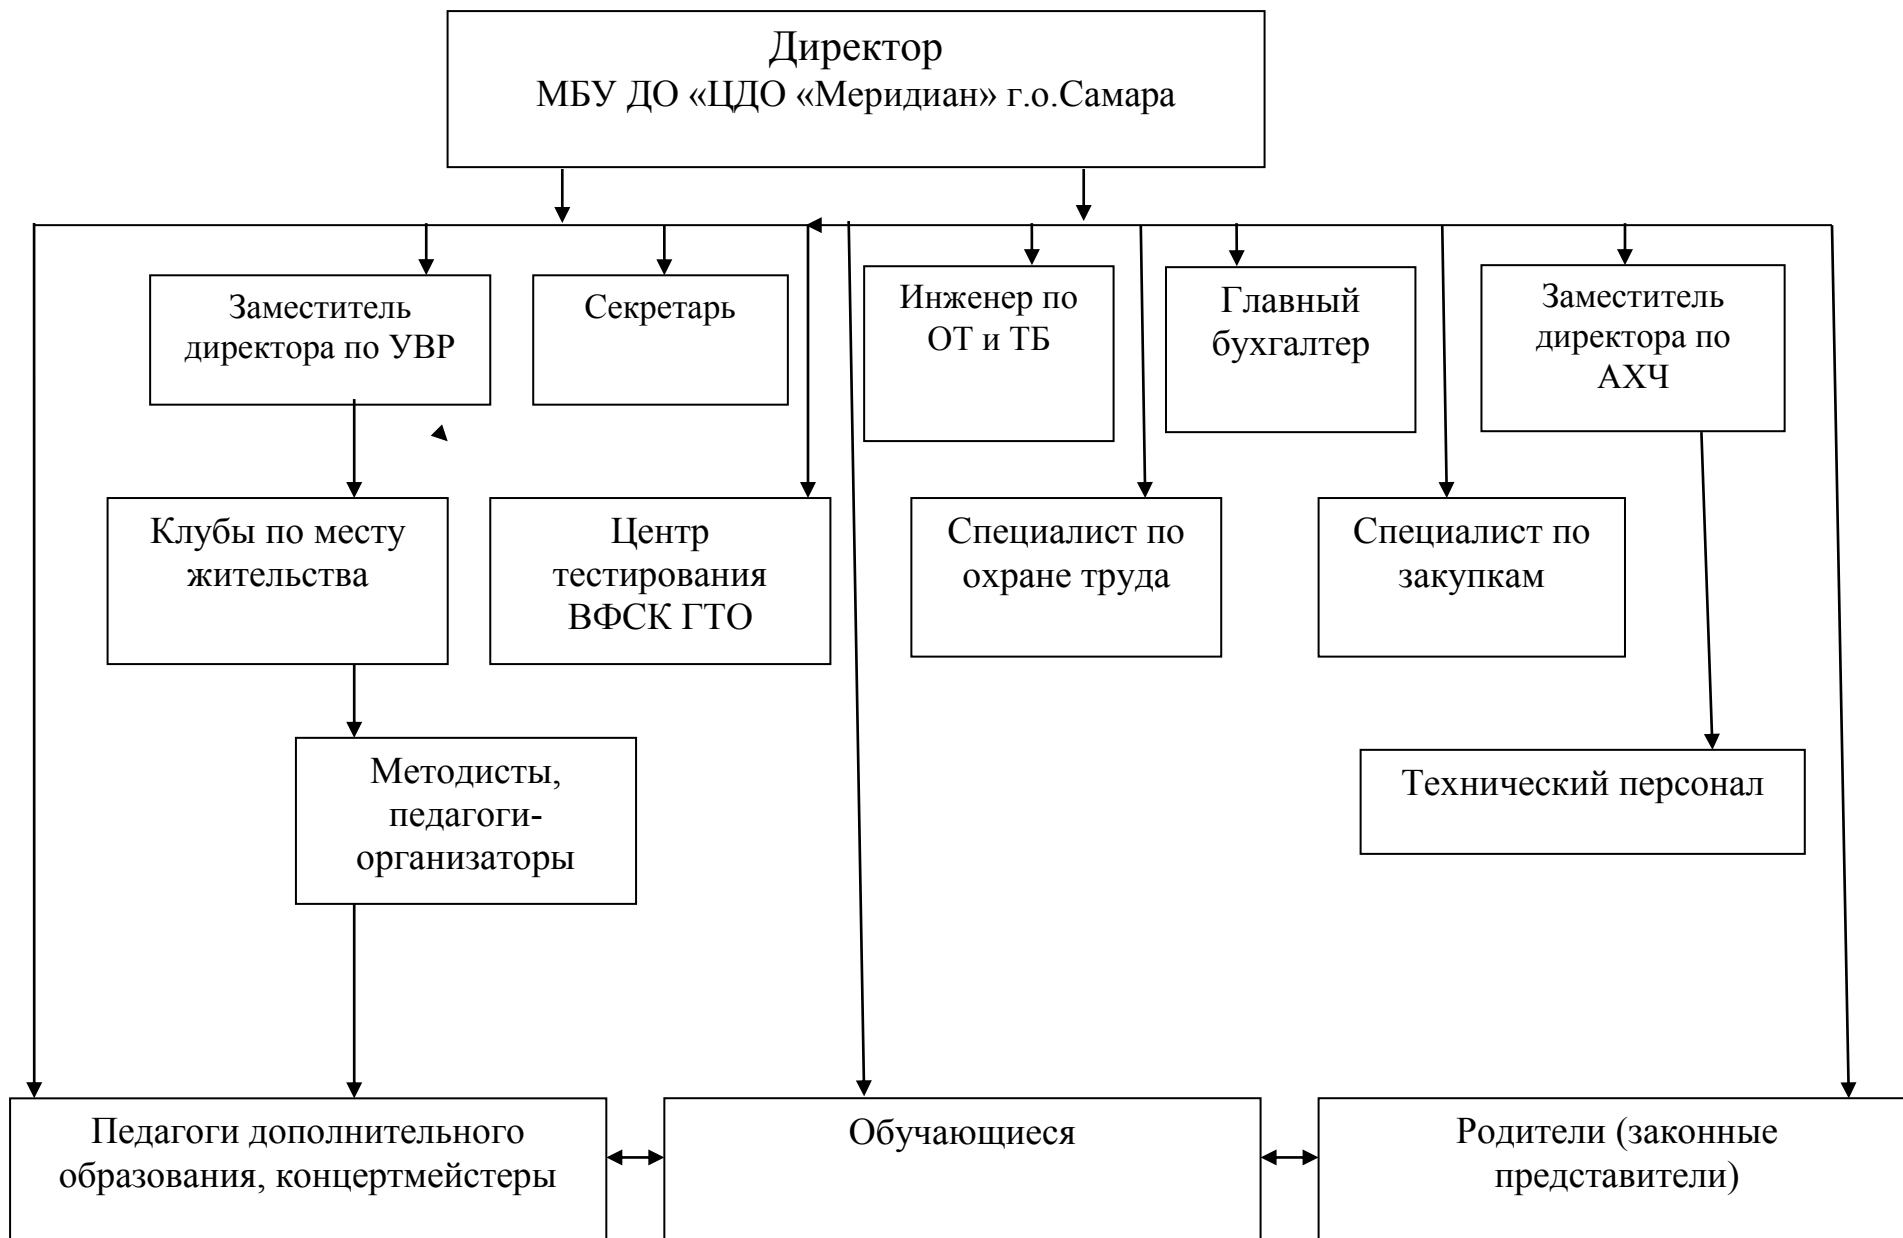 Директор
МБУ ДО «ЦДО «Меридиан» г.о.Самара
Заместитель
директора по УВР
Секретарь
Инженер по
ОТ и ТБ
Главный
бухгалтер
Заместитель
директора по
АХЧ
Клубы по месту
жительства
Центр
тестирования
ВФСК ГТО
Специалист по
охране труда
Специалист по
закупкам
Методисты,
педагоги-
организаторы
Технический персонал
Педагоги дополнительного
образования, концертмейстеры
Обучающиеся
Родители (законные
представители)